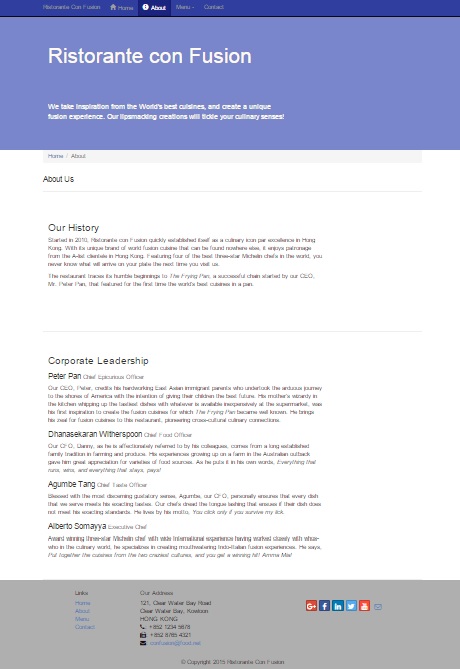 Ristorante Con Fusion Home About Menu Contact
Ristorante con Fusion
We take inspiration from the World's best cuisines, and create a unique
fusion experience. Our lipsmacking creations will tickle your culinary senses!
Home / About
About Us
Our History
Started in 2010, Ristorante con Fusion quickly established itself as a culinary icon par excellence in Hong
Kong. With its unique brand of world fusion cuisine that can be found nowhere else, it enjoys patronage
from the A-list clientele in Hong Kong. Featuring four of the best three-star Michelin chefs in the world, you
never know what will arrive on your plate the next time you visit us.
The restaurant traces its humble beginnings to The Frying Pan, a successful chain started by our CEO,
Mr. Peter Pan, that featured for the first time the world's best cuisines in a pan.
Corporate Leadership
Peter Pan Chief Epicurious Officer
Our CEO, Peter, credits his hardworking East Asian immigrant parents who undertook the arduous journey
to the shores of America with the intention of giving their children the best future. His mother's wizardy in
the kitchen whipping up the tastiest dishes with whatever is available inexpensively at the supermarket, was
his first inspiration to create the fusion cuisines for which The Frying Pan became well known. He brings
his zeal for fusion cuisines to this restaurant, pioneering cross-cultural culinary connections.
Dhanasekaran Witherspoon Chief Food Officer
Our CFO, Danny, as he is affectionately referred to by his colleagues, comes from a long established
family tradition in farming and produce. His experiences growing up on a farm in the Australian outback
gave him great appreciation for varieties of food sources. As he puts it in his own words, Everything that
runs, wins, and everything that stays, pays!
Agumbe Tang Chief Taste Officer
Blessed with the most discerning gustatory sense, Agumbe, our CFO, personally ensures that every dish
that we serve meets his exacting tastes. Our chefs dread the tongue lashing that ensues if their dish does
not meet his exacting standards. He lives by his motto, You click only if you survive my lick.
Alberto Somayya Executive Chef
Award winning three-star Michelin chef with wide International experience having worked closely with whos-
who in the culinary world, he specializes in creating mouthwatering Indo-Italian fusion experiences. He says,
Put together the cuisines from the two craziest cultures, and you get a winning hit! Amma Mia!
Links
Home
About
Menu
Contact
Our Address
121, Clear Water Bay Road
Clear Water Bay, Kowloon
HONG KONG
+852 1234 5678
+852 8765 4321
confusion@food.net
© Copyright 2015 Ristorante Con Fusion